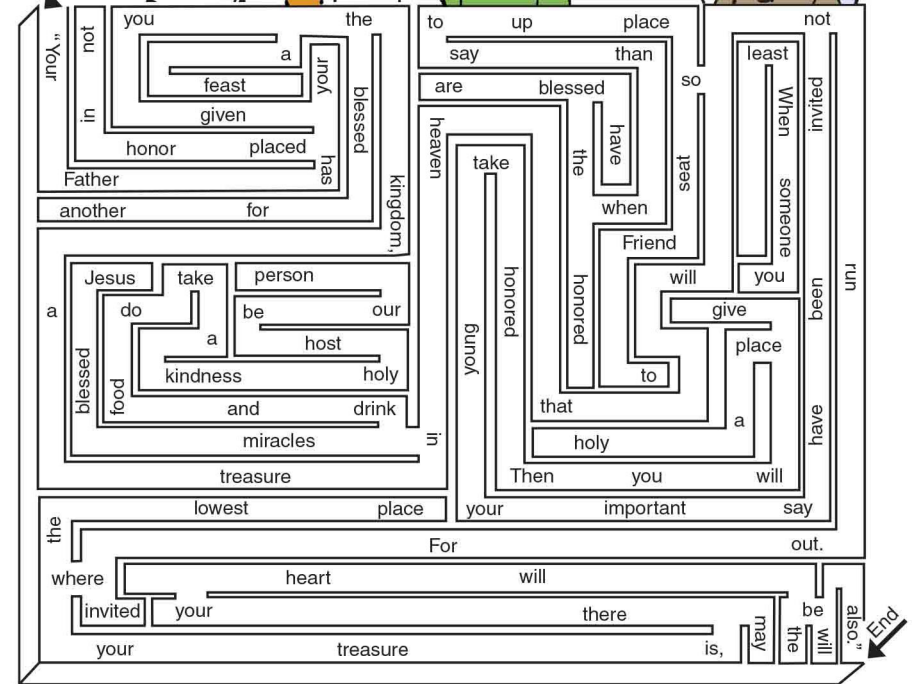 you the to up place not
"Your not a say than least
feast your are blessed so When invited
in given blessed heaven the have seat
honor placed take someone
Father has kingdom,
another for when
Friend
Jesus take person will you
a do be our honored honored give been run
a host young place
blessed food kindness holy to
and drink that a have
miracles in holy
treasure Then you will
lowest place your important say
the For out.
where heart will
invited your there be also." End
your treasure is, may the will